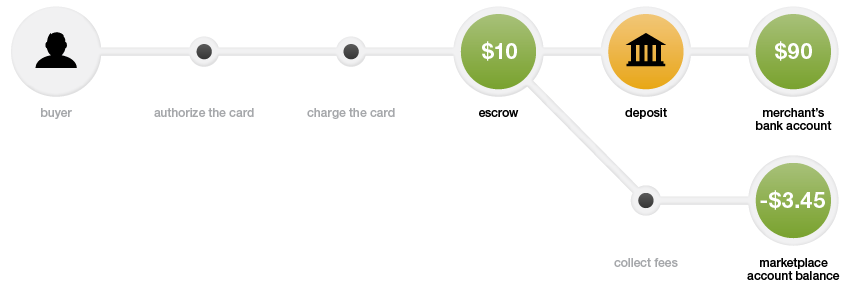 $10
$90
buyer
authorize the card
charge the card
escrow
deposit
merchant's
bank account
-$3.45
collect fees
marketplace
account balance